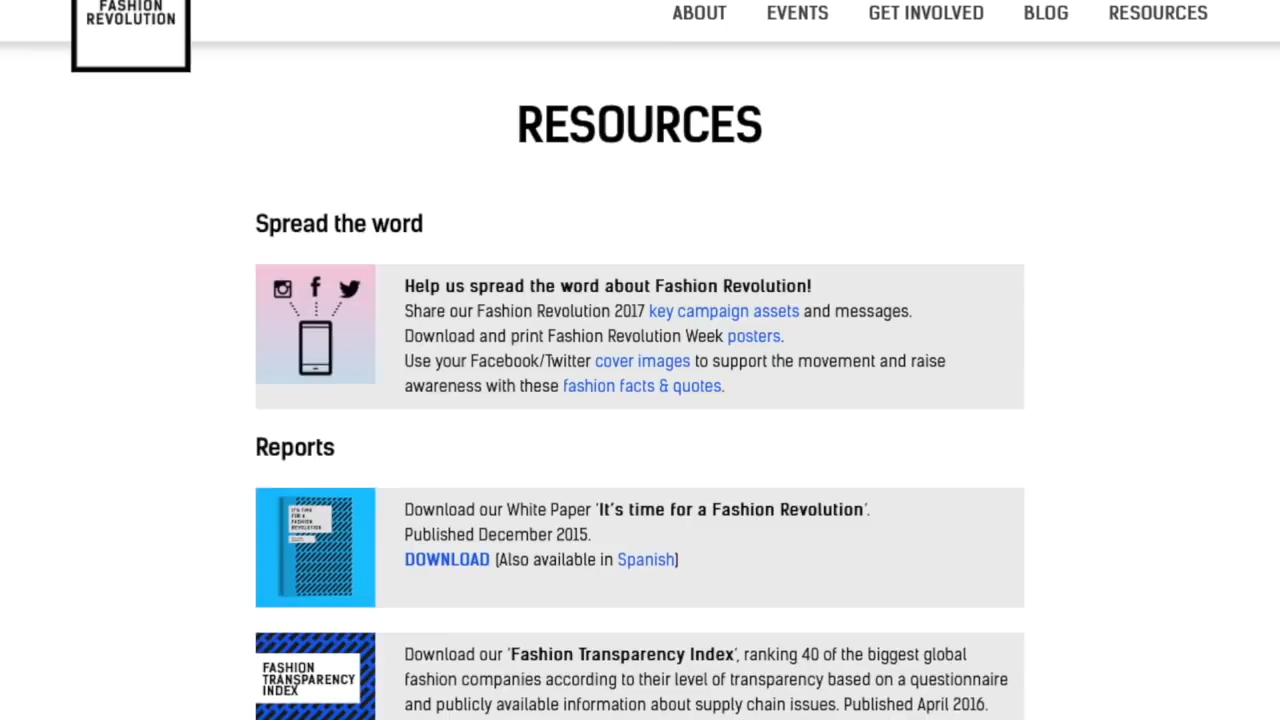 FASHION
REVOLUTION
ABOUT EVENTS GET INVOLVED BLOG RESOURCES
RESOURCES
Spread the word
Help us spread the word about Fashion Revolution!
Share our Fashion Revolution 2017 key campaign assets and messages.
Download and print Fashion Revolution Week posters.
Use your Facebook/Twitter cover images to support the movement and raise
awareness with these fashion facts & quotes.
Reports
IT'S TIME
FOR A
FASHION
REVOLUTION
Download our White Paper ‘It's time for a Fashion Revolution’.
Published December 2015.
DOWNLOAD (Also available in Spanish)
FASHION
TRANSPARENCY
INDEX
Download our ‘Fashion Transparency Index’, ranking 40 of the biggest global
fashion companies according to their level of transparency based on a questionnaire
and publicly available information about supply chain issues. Published April 2016.